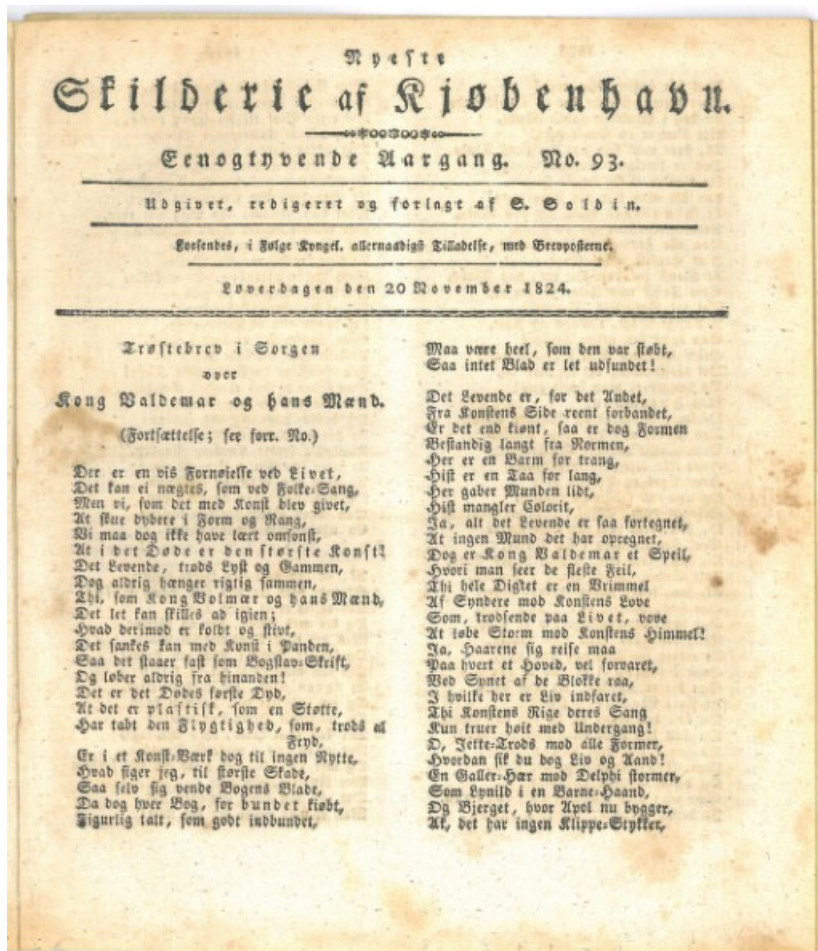 Nyeste
Skilderie af Kjøbenhavn.
Eenogtyvende Aargang. No. 93.
Udgivet, redigeret og forlagt af S. Soldin.
Forsendes, i Følge Kongel. allernaadigst Tilladelse, med Brevposterne.
Løverdagen den 20 November 1824.
Trøstebrev i Sorgen
over
Kong Valdemar og hans Mænd.
(Fortsættelse; see forr. No.)
Der er en vis Fornøielse ved Livet,
Det kan ei nægtes, som ved Folke-Sang,
Men vi, som det med Konst blev givet,
At skue dybere i Form og Rang,
Vi maa dog ikke have lært omsonst,
At i det Døde er den største Konst!
Det Levende, trods Lyst og Gammen,
Dog aldrig hænger rigtig sammen,
Thi, som Kong Volmær og hans Mænd,
Det let kan skilles ad igien;
Hvad derimod er koldt og stivt,
Det sankes kan med Konst i Panden,
Saa det staaer fast som Bogstav-Skrift,
Og løber aldrig fra hinanden!
Det er det Dødes første Dyd,
At det er plastisk, som en Støtte,
Har tabt den Flygtighed, som, trods al
Fryd,
Er i et Konst-Værk dog til ingen Nytte,
Hvad siger jeg, til største Skade,
Saa selv sig vende Bogens Blade,
Da dog hver Bog, før bunden kiøbt,
Figurlig talt, som godt indbundet,
Maa være heel, som den var støbt,
Saa intet Blad er let udfundet!
Det Levende er, for det Andet,
Fra Konstens Side reent forbandet,
Er det end kiønt, saa er dog Formen
Bestandig langt fra Normen,
Her er en Barm for trang,
Hist er en Taa for lang,
Her gaber Munden lidt,
Hist mangler Colorit,
Ja, alt det Levende er saa fortegnet,
At ingen Mund det har opregnet,
Dog er Kong Valdemar et Speil,
Hvori man seer de fleste Feil,
Thi hele Digtet er en Vrimmel
Af Syndere mod Konstens Love
Som, trodsende paa Livet, vove
At løbe Storm mod Konstens Himmel!
Ja, Haarene sig reise maa
Paa hvert et Hoved, vel forvaret,
Ved Synet af de Blokke raa,
I hvilke her er Liv indfaret,
Thi Konstens Rige deres Sang
Kun truer høit med Undergang!
O, Jette-Trods mod alle Former,
Hvordan fik du dog Liv og Aand!
En Galler-Hær mod Delphi stormer,
Som Lynild i en Barne-Haand,
Og Bjerget, hvor Apol nu bygger,
Ak, det har ingen Klippe-Stykker,